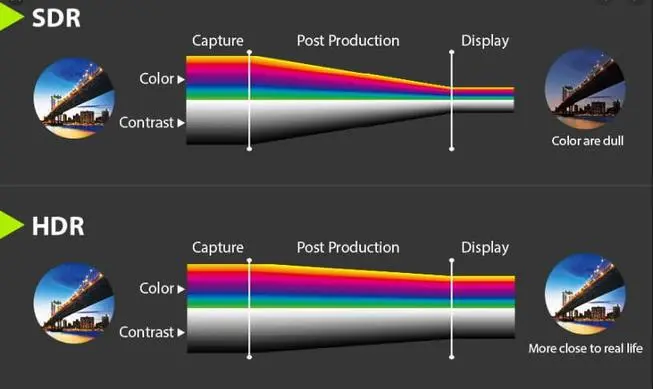 SDR
Capture
Post Production
Display
Color
Contrast
Color are dull
HDR
Capture
Post Production
Display
Color
Contrast
More close to real life